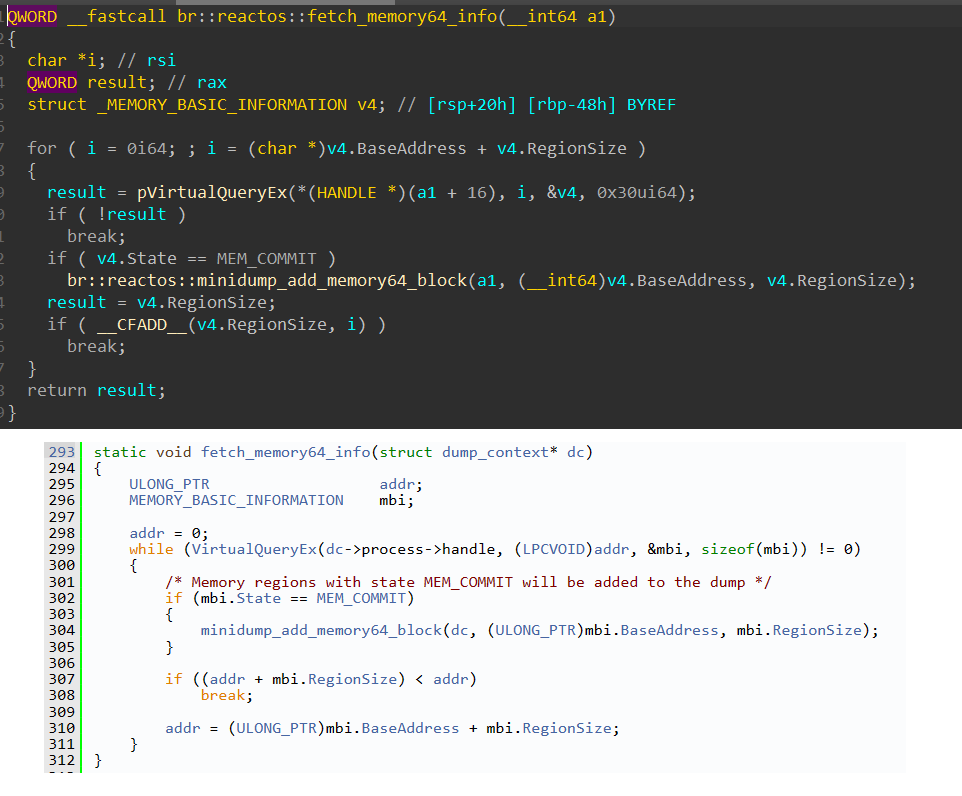 QWORD __fastcall br::reactos::fetch_memory64_info(__int64 a1)
{
  char *i; // rsi
  QWORD result; // rax
  struct _MEMORY_BASIC_INFORMATION v4; // [rsp+20h] [rbp-48h] BYREF

  for ( i = 0i64; ; i = (char *)v4.BaseAddress + v4.RegionSize )
  {
    result = pVirtualQueryEx(*(HANDLE *)(a1 + 16), i, &v4, 0x30ui64);
    if ( !result )
      break;
    if ( v4.State == MEM_COMMIT )
      br::reactos::minidump_add_memory64_block(a1, (__int64)v4.BaseAddress, v4.RegionSize);
    result = v4.RegionSize;
    if ( __CFADD__(v4.RegionSize, i) )
      break;
  }
  return result;
}
293 static void fetch_memory64_info(struct dump_context* dc)
294 {
295     ULONG_PTR                   addr;
296     MEMORY_BASIC_INFORMATION    mbi;
297
298     addr = 0;
299     while (VirtualQueryEx(dc->process->handle, (LPCVOID)addr, &mbi, sizeof(mbi)) != 0)
300     {
301         /* Memory regions with state MEM_COMMIT will be added to the dump */
302         if (mbi.State == MEM_COMMIT)
303         {
304             minidump_add_memory64_block(dc, (ULONG_PTR)mbi.BaseAddress, mbi.RegionSize);
305         }
306
307         if ((addr + mbi.RegionSize) < addr)
308             break;
309
310         addr = (ULONG_PTR)mbi.BaseAddress + mbi.RegionSize;
311     }
312 }